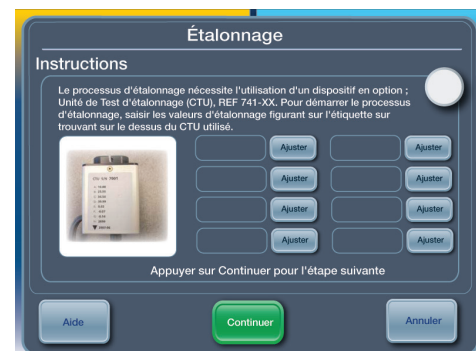 Étalonnage
Instructions
Le processus d'étalonnage nécessite l'utilisation d'un dispositif en option ;
Unité de Test d'étalonnage (CTU), REF 741-XX. Pour démarrer le processus
d'étalonnage, saisir les valeurs d'étalonnage figurant sur l'étiquette sur
trouvant sur le dessus du CTU utilisé.
Ajuster Ajuster
Ajuster Ajuster
Ajuster Ajuster
Ajuster Ajuster
Appuyer sur Continuer pour l'étape suivante
Aide Continuer Annuler